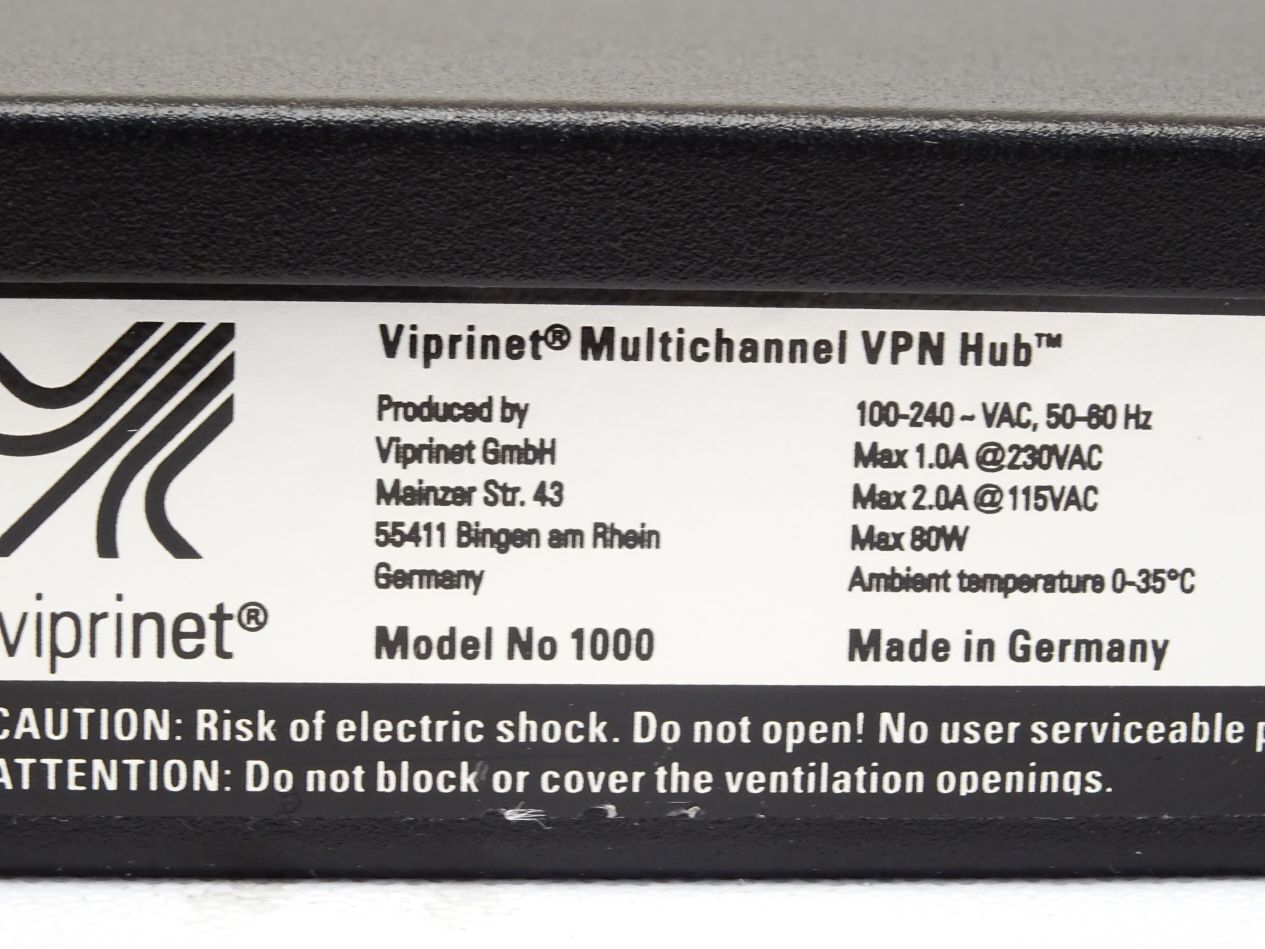 Viprinet® Multichannel VPN Hub™
Produced by
Viprinet GmbH
Mainzer Str. 43
55411 Bingen am Rhein
Germany
Model No 1000
100-240 ~ VAC, 50-60 Hz
Max 1.0A @230VAC
Max 2.0A @115VAC
Max 80W
Ambient temperature 0-35°C
Made in Germany
viprinet®
CAUTION: Risk of electric shock. Do not open! No user serviceable
ATTENTION: Do not block or cover the ventilation openings.